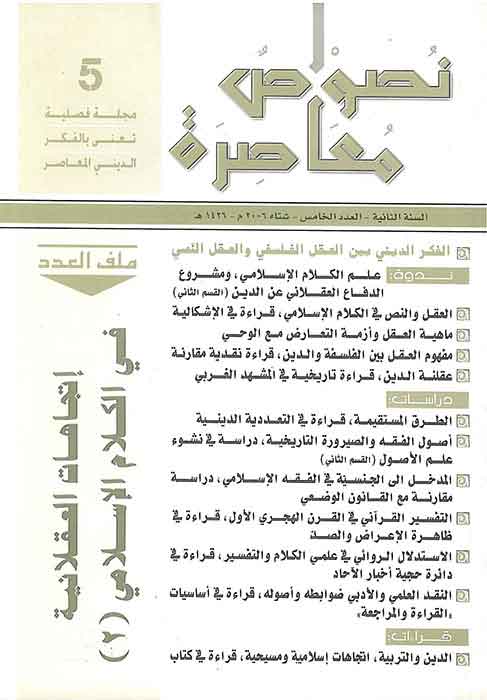 نُصوْصٌ
مُعَاصِرَة
5
مجلة فصلية
تعنى بالفكر
الديني المعاصر
السنة الثانية - العدد الخامس - شتاء ٢٠٠٦ م - ١٤٢٦ هـ
ملف العدد
إتجاهات العقلانية
في الكلام الإسلامي (٢)
الفكر الديني بين العقل الفلسفي والعقل النصي
ندوة: علم الكلام الإسلامي، ومشروع
الدفاع العقلاني عن الدين (القسم الثاني)
العقل والنص في الكلام الإسلامي، قراءة في الإشكالية
ماهية العقل وأزمة التعارض مع الوحي
مفهوم العقل بين الفلسفة والدين، قراءة نقدية مقارنة
عقلنة الدين، قراءة تاريخية في المشهد الغربي
دراسات:
الطرق المستقيمة، قراءة في التعددية الدينية
أصول الفقه والصيرورة التاريخية، دراسة في نشوء
علم الأصول (القسم الثاني)
المدخل الى الجنسيّة في الفقه الإسلامي، دراسة
مقارنة مع القانون الوضعي
التفسير القرآني في القرن الهجري الأول، قراءة في
ظاهرة الإعراض والصدّ
الاستدلال الروائي في علمي الكلام والتفسير، قراءة في
دائرة حجية أخبار الآحاد
النقد العلمي والأدبي ضوابطه وأصوله، قراءة في أساسيات
«القراءة والمراجعة»
قراءات:
الدين والتربية، اتجاهات إسلامية ومسيحية، قراءة في كتاب